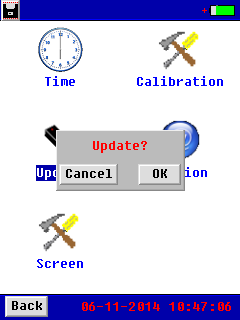 Time Calibration
Update?
Cancel OK
Screen
Back 06-11-2014 10:47:06